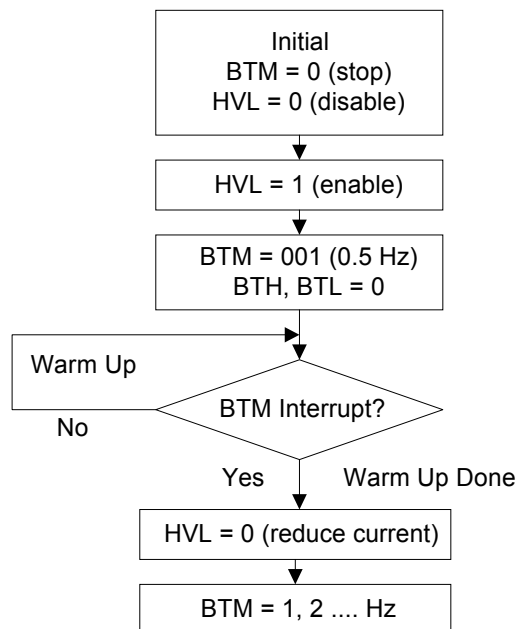 Initial
BTM = 0 (stop)
HVL = 0 (disable)
HVL = 1 (enable)
BTM = 001 (0.5 Hz)
BTH, BTL = 0
Warm Up
BTM Interrupt?
No
Yes
Warm Up Done
HVL = 0 (reduce current)
BTM = 1, 2 .... Hz